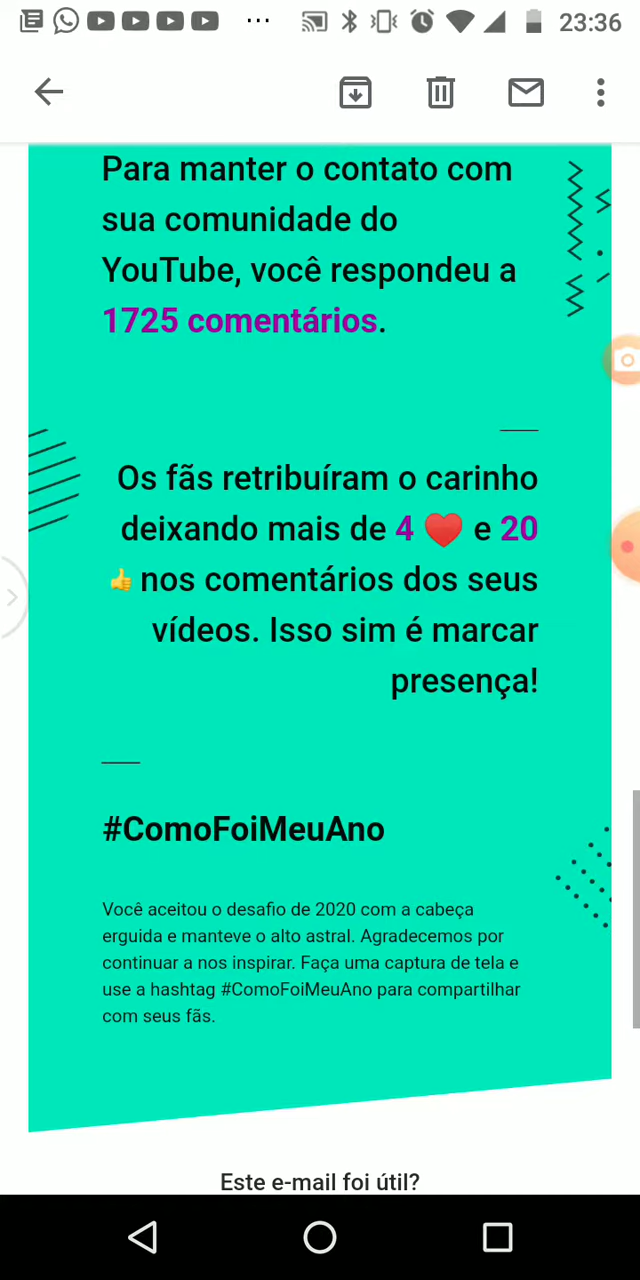 23:36
Para manter o contato com
sua comunidade do
YouTube, você respondeu a
1725 comentários.
Os fãs retribuíram o carinho
deixando mais de 4 ❤️ e 20
👍 nos comentários dos seus
vídeos. Isso sim é marcar
presença!
#ComoFoiMeuAno
Você aceitou o desafio de 2020 com a cabeça
erguida e manteve o alto astral. Agradecemos por
continuar a nos inspirar. Faça uma captura de tela e
use a hashtag #ComoFoiMeuAno para compartilhar
com seus fãs.
Este e-mail foi útil?